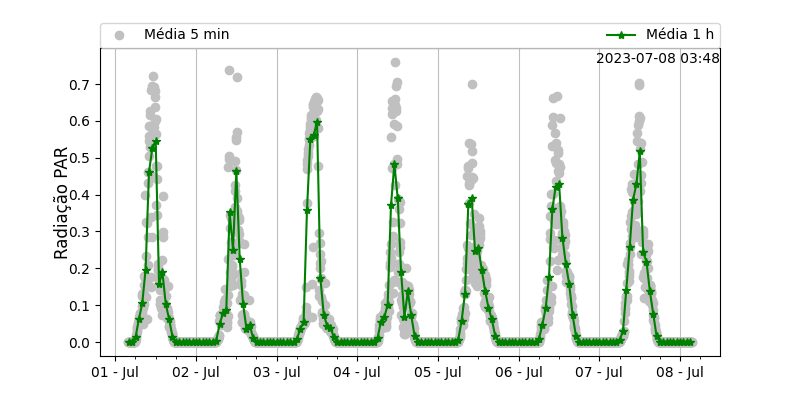 Média 5 min
Média 1 h
2023-07-08 03:48
Radiação PAR
0.7
0.6
0.5
0.4
0.3
0.2
0.1
0.0
01 - Jul
02 - Jul
03 - Jul
04 - Jul
05 - Jul
06 - Jul
07 - Jul
08 - Jul